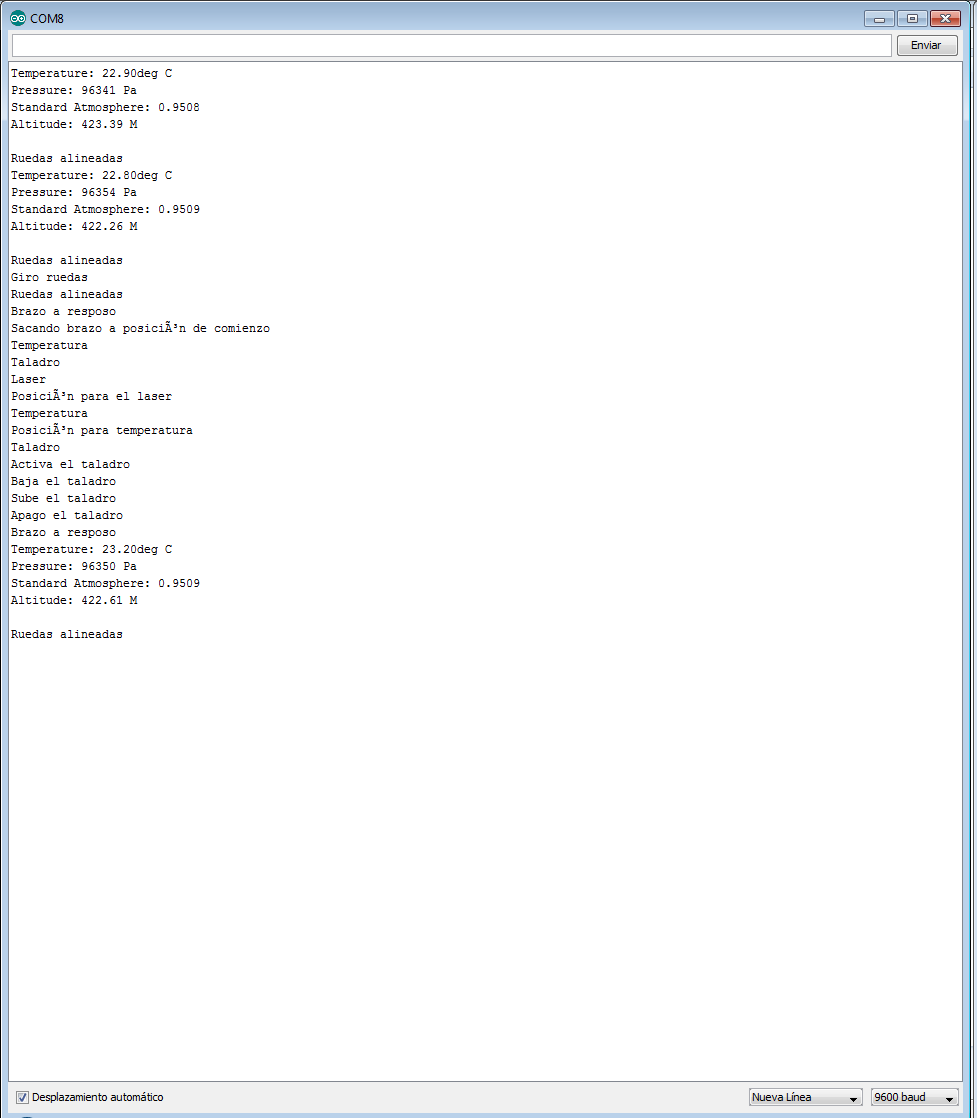 COM8
Enviar
Temperature: 22.90deg C
Pressure: 96341 Pa
Standard Atmosphere: 0.9508
Altitude: 423.39 M

Ruedas alineadas
Temperature: 22.80deg C
Pressure: 96354 Pa
Standard Atmosphere: 0.9509
Altitude: 422.26 M

Ruedas alineadas
Giro ruedas
Ruedas alineadas
Brazo a resposo
Sacando brazo a posiciÃ³n de comienzo
Temperatura
Taladro
Laser
PosiciÃ³n para el laser
Temperatura
PosiciÃ³n para temperatura
Taladro
Activa el taladro
Baja el taladro
Sube el taladro
Apago el taladro
Brazo a resposo
Temperature: 23.20deg C
Pressure: 96350 Pa
Standard Atmosphere: 0.9509
Altitude: 422.61 M

Ruedas alineadas
Desplazamiento automático
Nueva Línea
9600 baud